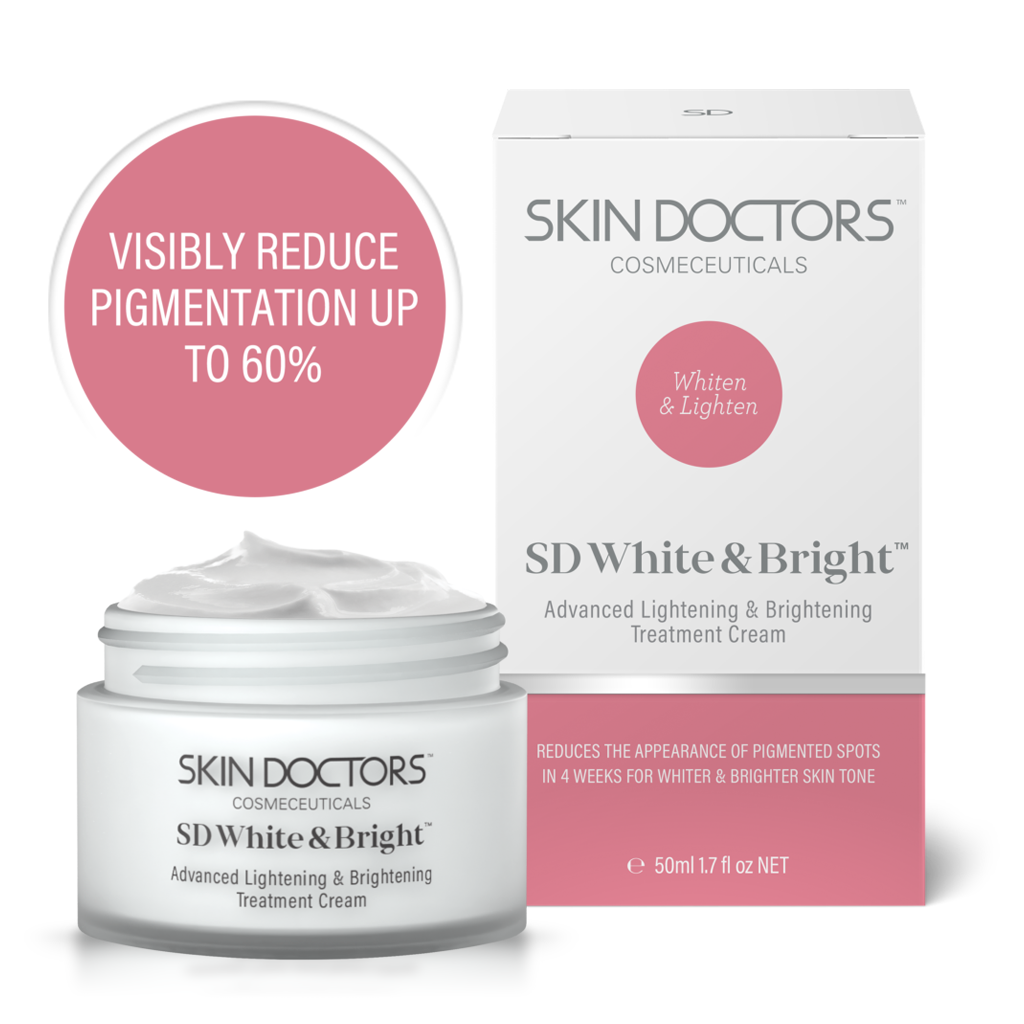 VISIBLY REDUCE
PIGMENTATION UP
TO 60%
SD
SKIN DOCTORS™
COSMECEUTICALS
Whiten
& Lighten
SD White & Bright™
Advanced Lightening & Brightening
Treatment Cream
REDUCES THE APPEARANCE OF PIGMENTED SPOTS
IN 4 WEEKS FOR WHITER & BRIGHTER SKIN TONE
℮ 50ml 1.7 fl oz NET
SKIN DOCTORS™
COSMECEUTICALS
SD White & Bright™
Advanced Lightening & Brightening
Treatment Cream